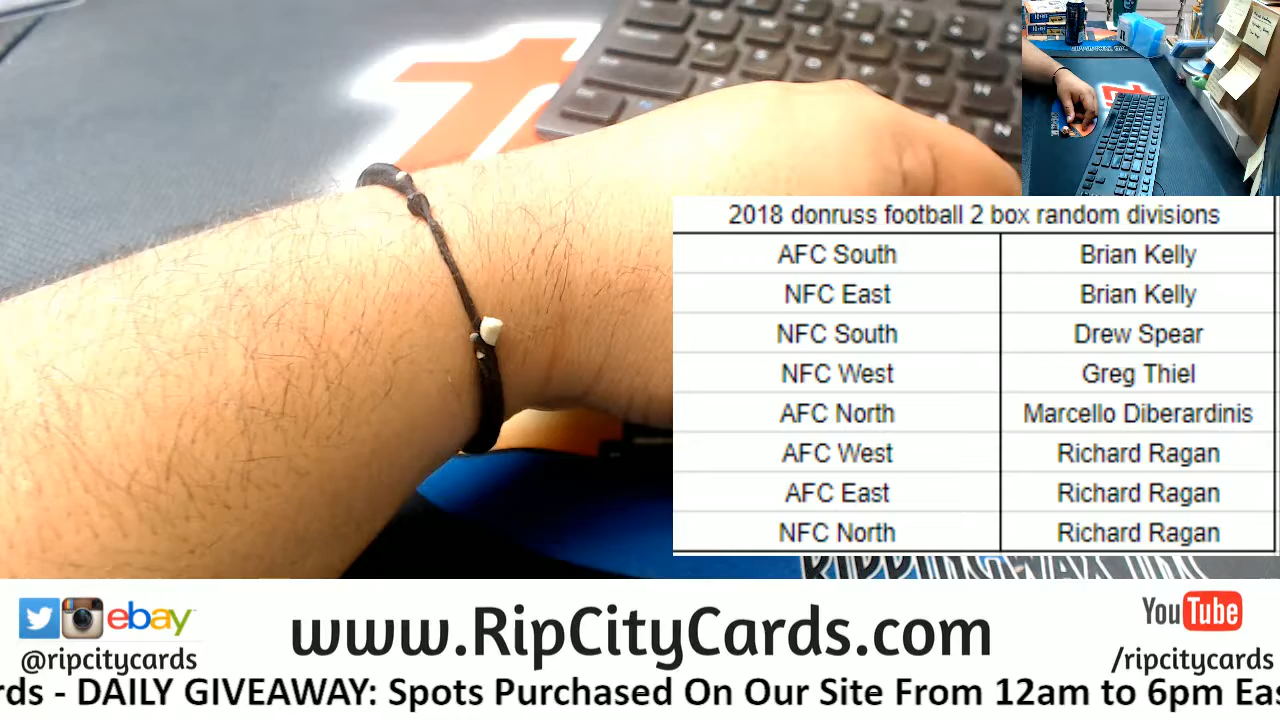 2018 donruss football 2 box random divisions
AFC South Brian Kelly
NFC East Brian Kelly
NFC South Drew Spear
NFC West Greg Thiel
AFC North Marcello Diberardinis
AFC West Richard Ragan
AFC East Richard Ragan
NFC North Richard Ragan
RIPPINGWAX INC
ebay
www.RipCityCards.com
YouTube
@ripcitycards
/ripcitycards
rds - DAILY GIVEAWAY: Spots Purchased On Our Site From 12am to 6pm Eas